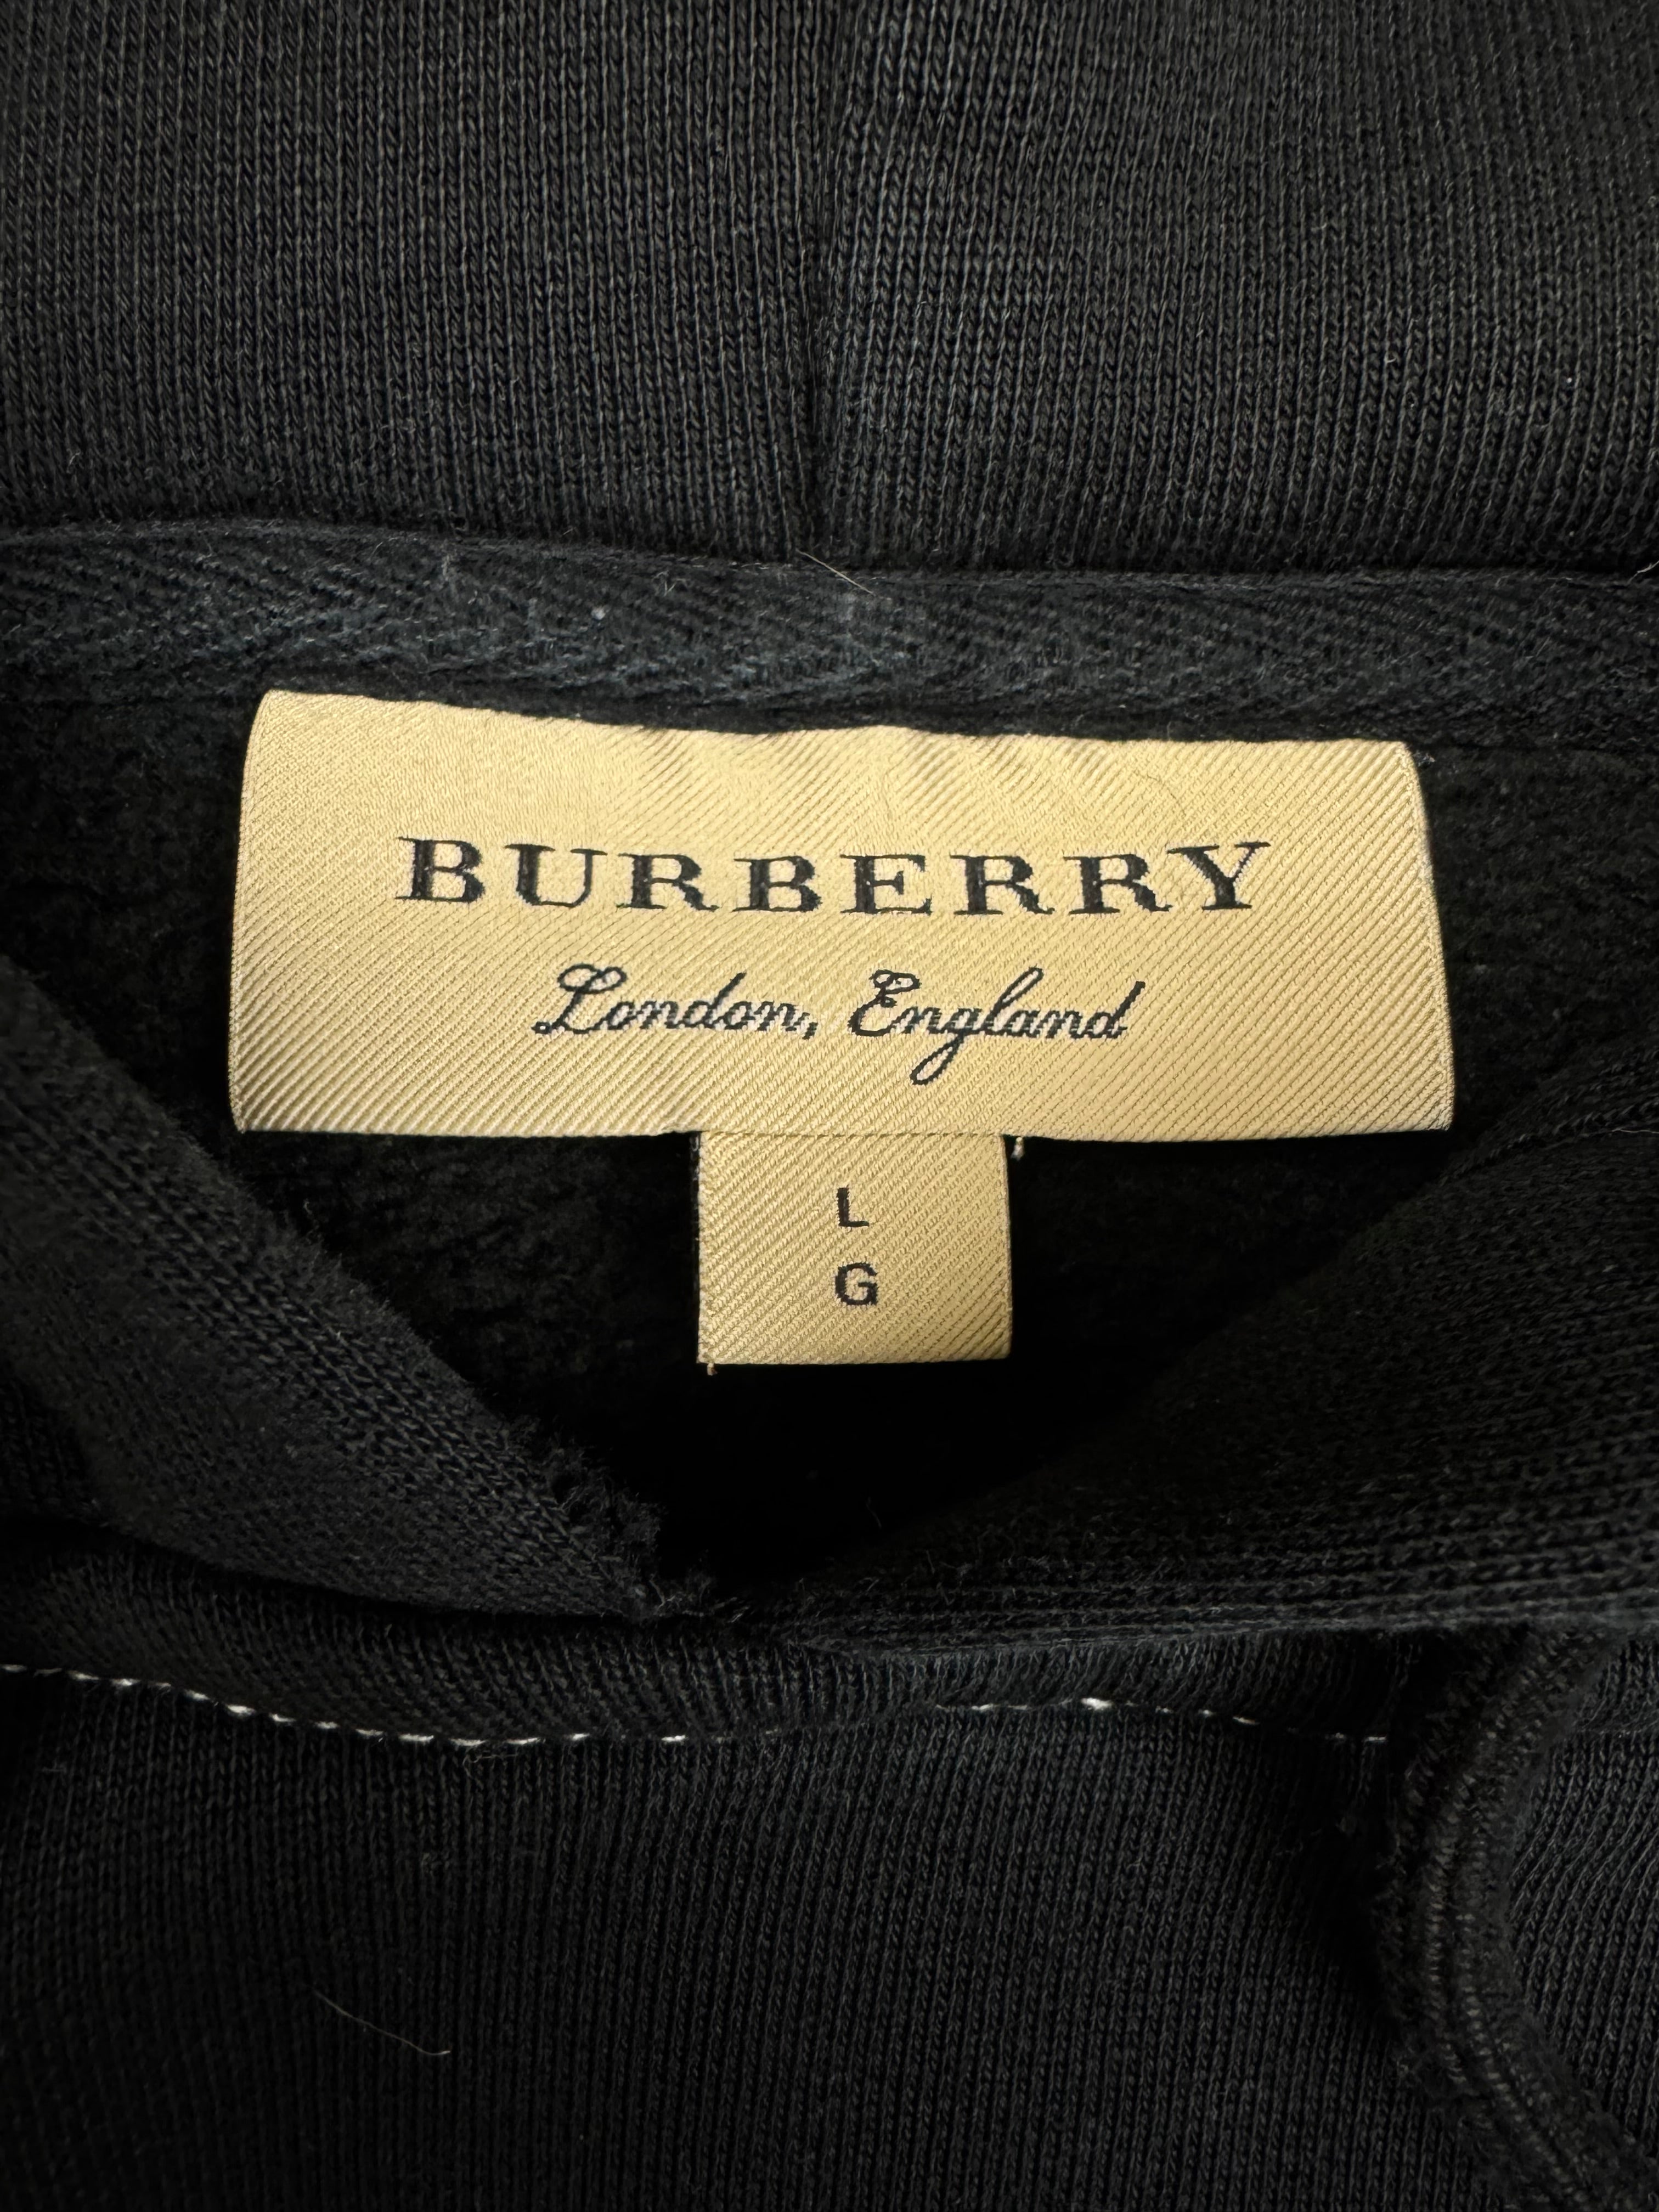 BURBERRY
London, England
L
G